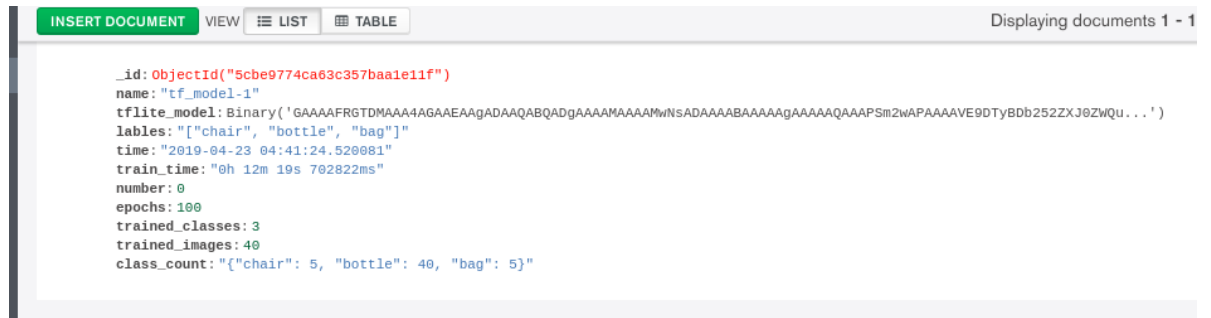 INSERT DOCUMENT VIEW LIST TABLE Displaying documents 1 - 1
_id: ObjectId("5cbe9774ca63c357baa1e11f")
name: "tf_model-1"
tflite_model: Binary('GAAAAFRGTDMAAA4AGAAEAAgADAAQABQADgAAAAMAAAAMwNsADAAAABAAAAAgAAAAAQAAAPSm2wAPAAAAVE9DTyBDb252ZXJ0ZWQu...')
lables: "["chair", "bottle", "bag"]"
time: "2019-04-23 04:41:24.520081"
train_time: "0h 12m 19s 702822ms"
number: 0
epochs: 100
trained_classes: 3
trained_images: 40
class_count: "{"chair": 5, "bottle": 40, "bag": 5}"